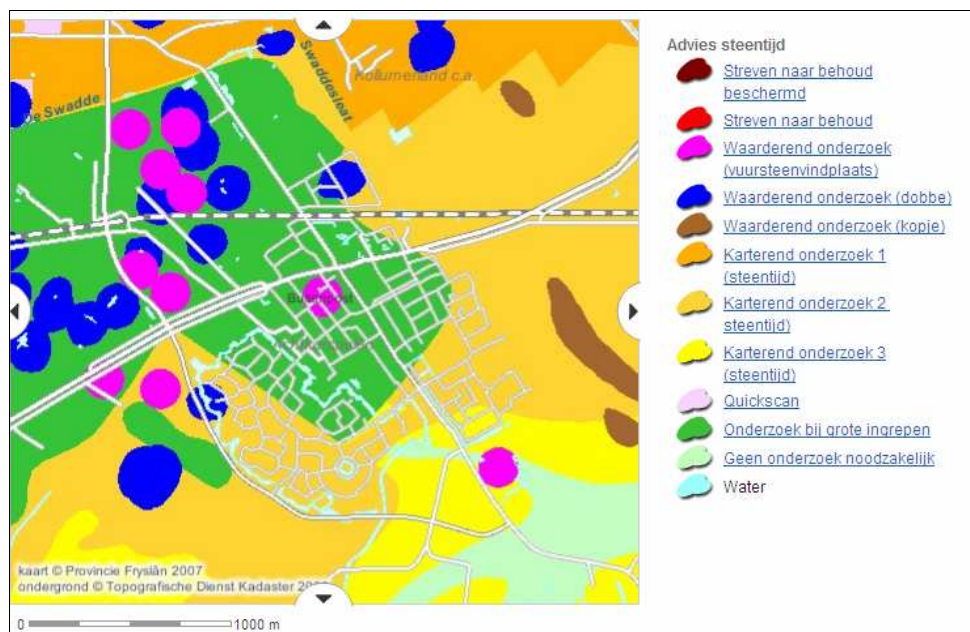 Advies steentijd
Streven naar behoud
beschermd
Streven naar behoud
Waarderend onderzoek
(vuursteenvindplaats)
Waarderend onderzoek (dobbe)
Waarderend onderzoek (kopje)
Karterend onderzoek 1
(steentijd)
Karterend onderzoek 2
steentijd)
Karterend onderzoek 3
(steentijd)
Quickscan
Onderzoek bij grote ingrepen
Geen onderzoek noodzakelijk
Water
De Swadde
Swaddesleat
Kollumerland c.a.
kaart © Provincie Fryslân 2007
ondergrond © Topografische Dienst Kadaster
0
1000 m